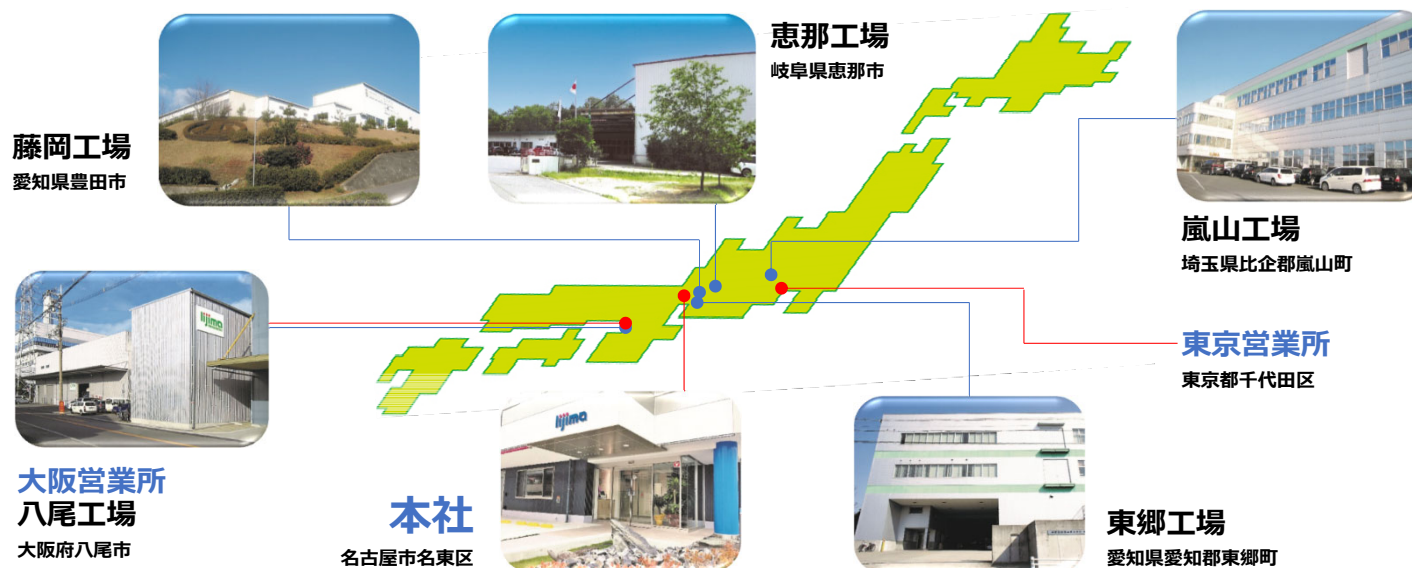 恵那工場
岐阜県恵那市
藤岡工場
愛知県豊田市
嵐山工場
埼玉県比企郡嵐山町
Iijima
東京営業所
東京都千代田区
Iijima
大阪営業所
八尾工場
大阪府八尾市
本社
名古屋市名東区
東郷工場
愛知県愛知郡東郷町